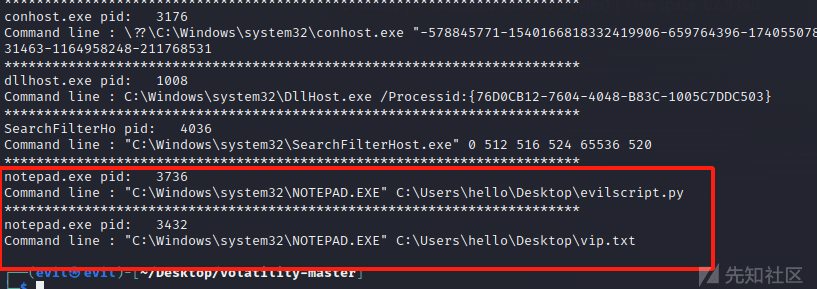 ************************************************************************
conhost.exe pid:   3176
Command line : \??\C:\Windows\system32\conhost.exe "-578845771-1540166818332419906-659764396-174055078
31463-1164958248-211768531
************************************************************************
dllhost.exe pid:   1008
Command line : C:\Windows\system32\DllHost.exe /Processid:{76D0CB12-7604-4048-B83C-1005C7DDC503}
************************************************************************
SearchFilterHo pid:   4036
Command line : "C:\Windows\system32\SearchFilterHost.exe" 0 512 516 524 65536 520
************************************************************************
notepad.exe pid:   3736
Command line : "C:\Windows\system32\NOTEPAD.EXE" C:\Users\hello\Desktop\evilscript.py
************************************************************************
notepad.exe pid:   3432
Command line : "C:\Windows\system32\NOTEPAD.EXE" C:\Users\hello\Desktop\vip.txt
(evil㉿evil)-[~/Desktop/volatility-master]
$
先知社区